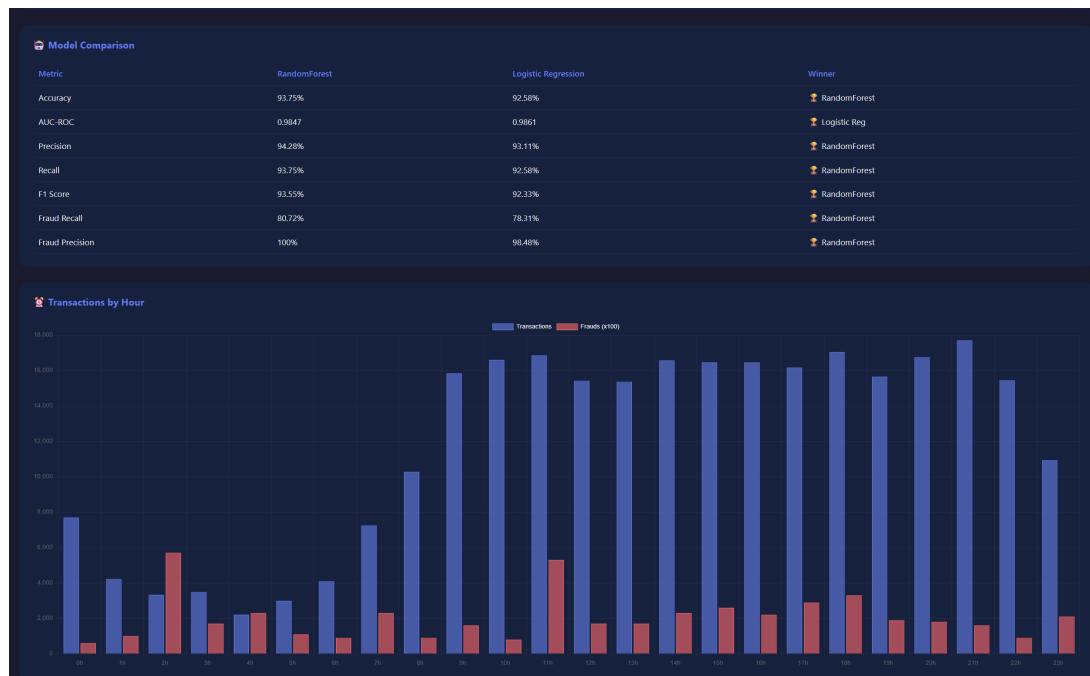 Model Comparison
Metric RandomForest Logistic Regression Winner
Accuracy 93.75% 92.58% RandomForest
AUC-ROC 0.9847 0.9861 Logistic Reg
Precision 94.28% 93.11% RandomForest
Recall 93.75% 92.58% RandomForest
F1 Score 93.55% 92.33% RandomForest
Fraud Recall 80.72% 78.31% RandomForest
Fraud Precision 100% 98.48% RandomForest
Transactions by Hour
Transactions Frauds (x100)
18,000
16,000
14,000
12,000
10,000
8,000
6,000
4,000
2,000
0
0h 1h 2h 3h 4h 5h 6h 7h 8h 9h 10h 11h 12h 13h 14h 15h 16h 17h 18h 19h 20h 21h 22h 23h